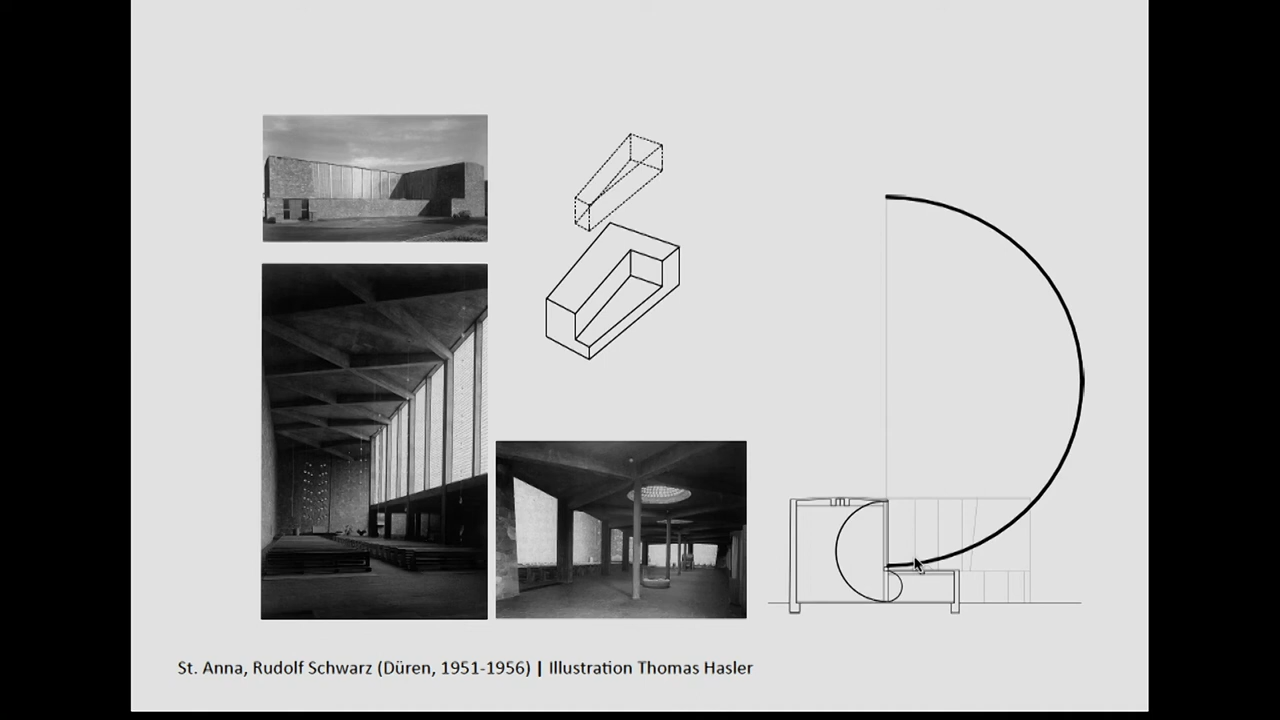 St. Anna, Rudolf Schwarz (Düren, 1951-1956) | Illustration Thomas Hasler